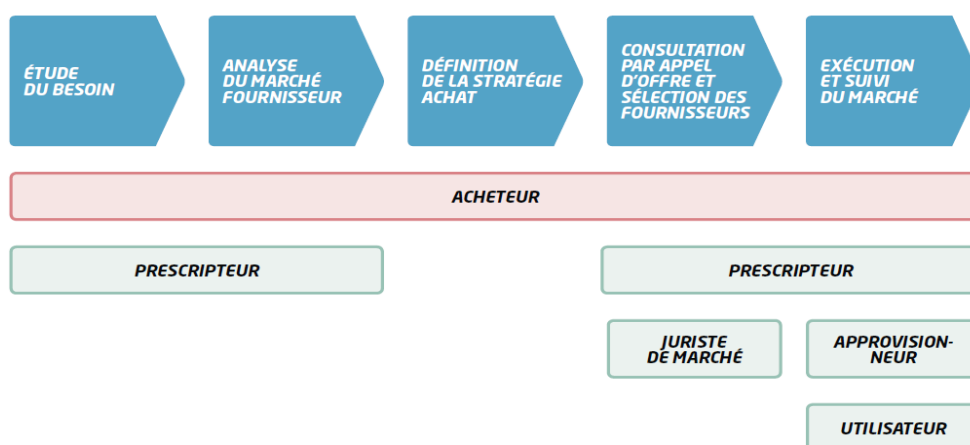 ÉTUDE
DU BESOIN
ANALYSE
DU MARCHÉ
FOURNISSEUR
DÉFINITION
DE LA STRATÉGIE
ACHAT
CONSULTATION
PAR APPEL
D'OFFRE ET
SÉLECTION DES
FOURNISSEURS
EXÉCUTION
ET SUIVI
DU MARCHÉ
ACHETEUR
PRESCRIPTEUR
PRESCRIPTEUR
JURISTE
DE MARCHÉ
APPROVISION-
NEUR
UTILISATEUR